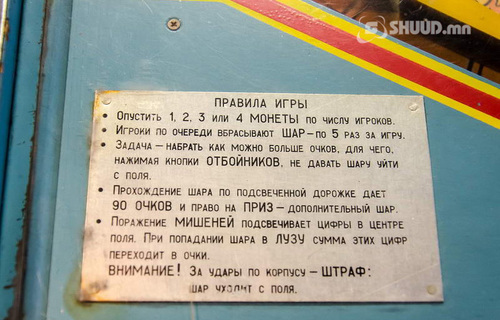 SHUUD.mn
ПРАВИЛА ИГРЫ
• Опустить 1, 2, 3 или 4 МОНЕТЫ по числу игроков.
• Игроки по очереди вбрасывают ШАР – по 5 раз за игру.
• Задача – набрать как можно больше очков, для чего,
нажимая кнопки ОТБОЙНИКОВ, не давать шару уйти
с поля.
• Прохождение шара по подсвеченной дорожке дает
90 ОЧКОВ и право на ПРИЗ – дополнительный шар.
• Поражение МИШЕНЕЙ подсвечивает цифры в центре
поля. При попадании шара в ЛУЗУ сумма этих цифр
переходит в очки.
ВНИМАНИЕ! За удары по корпусу – ШТРАФ:
шар уходит с поля.